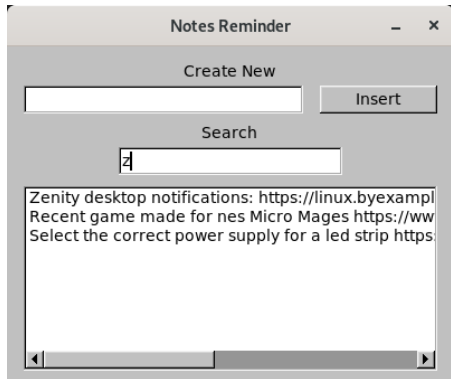 Notes Reminder
Create New
Insert
Search
z
Zenity desktop notifications: https://linux.byexampl
Recent game made for nes Micro Mages https://ww
Select the correct power supply for a led strip https: